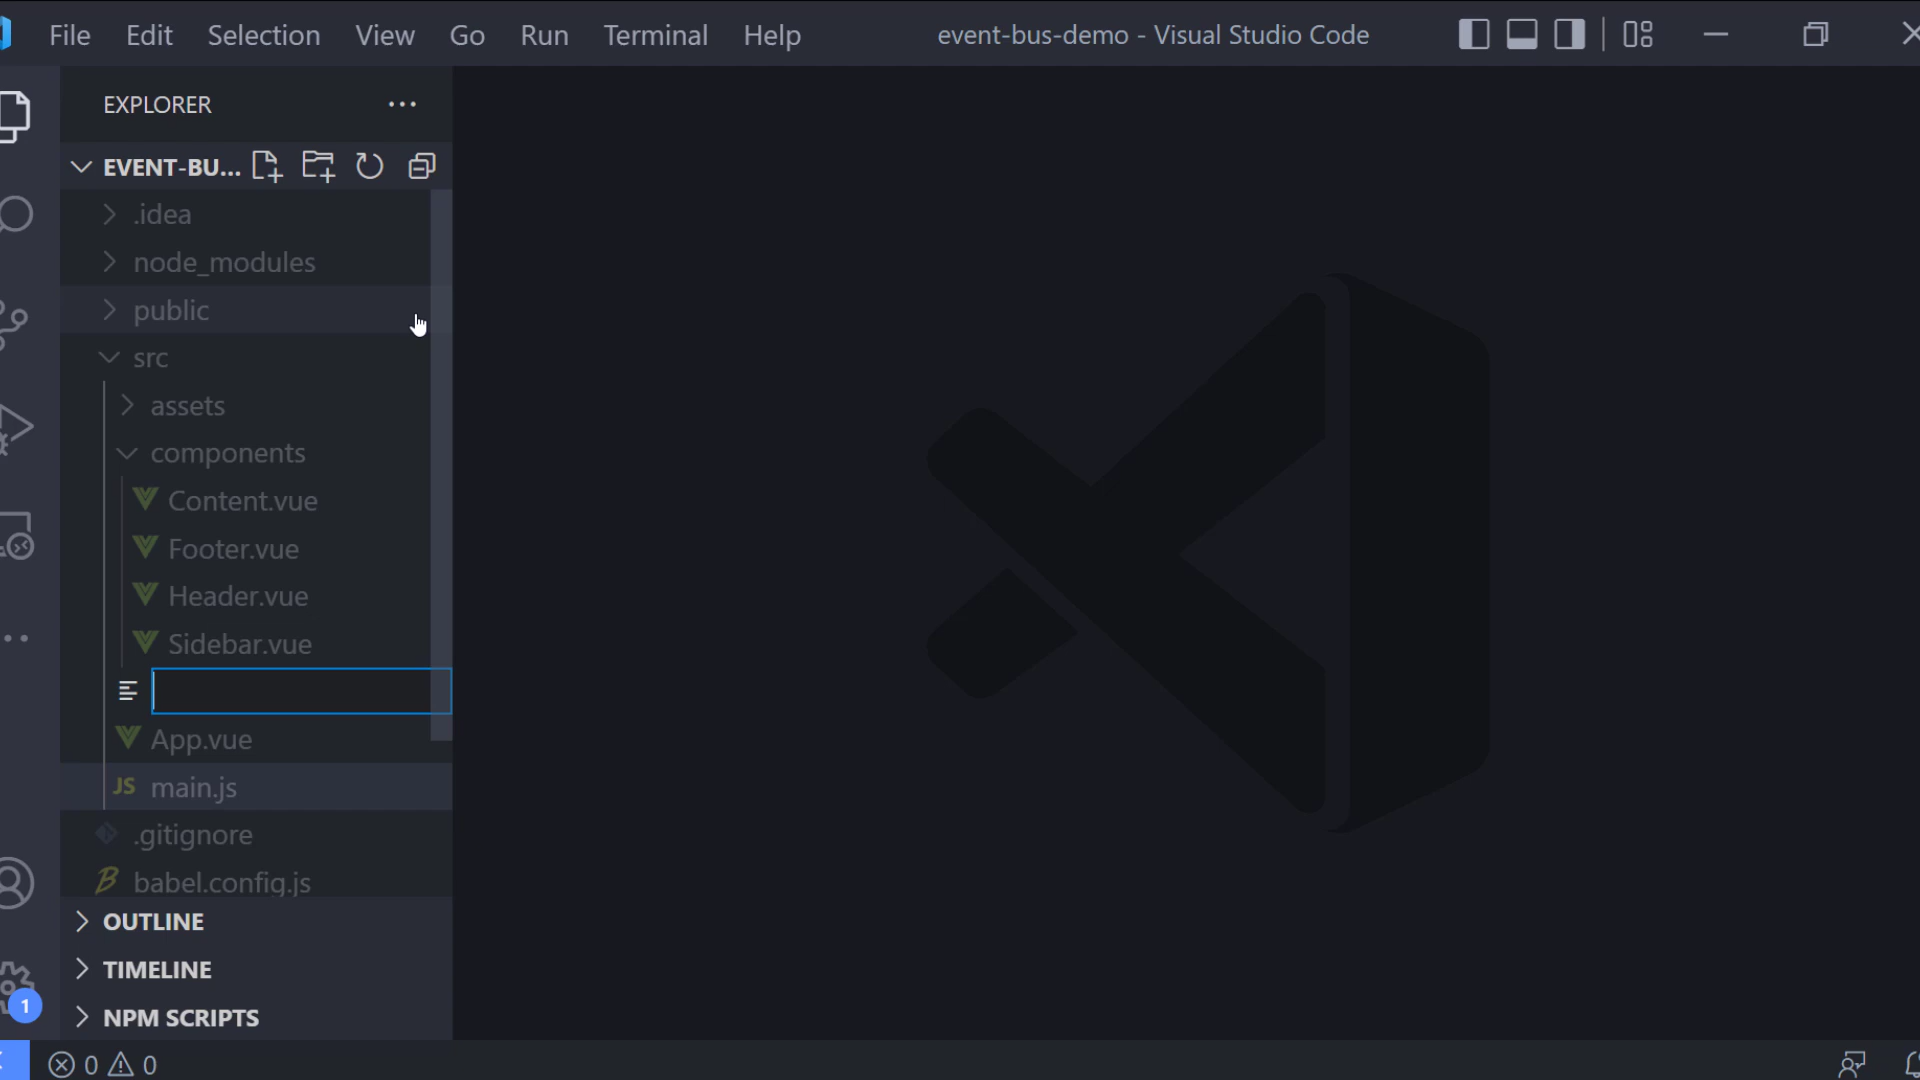 File Edit Selection View Go Run Terminal Help event-bus-demo - Visual Studio Code
EXPLORER
EVENT-BU...
.idea
node_modules
public
src
assets
components
Content.vue
Footer.vue
Header.vue
Sidebar.vue
App.vue
JS main.js
.gitignore
babel.config.js
OUTLINE
TIMELINE
1
NPM SCRIPTS
0 0